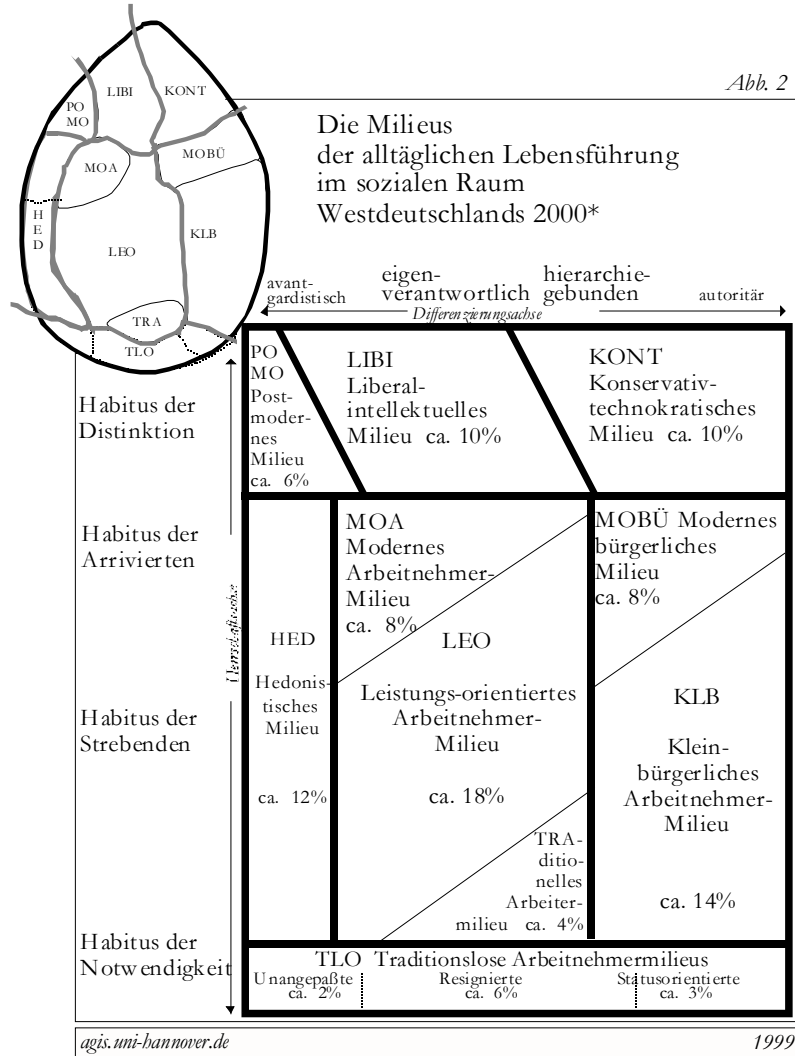 LIBI
KONT
PO
MO
MOBÜ
MOA
H
E
D
KLB
LEO
TRA
TLO
Abb. 2
Die Milieus
der alltäglichen Lebensführung
im sozialen Raum
Westdeutschlands 2000*
avant-
gardistisch
eigen-
verantwortlich
hierarchie-
gebunden
autoritär
Differenzierungsachse
Habitus der
Distinktion
PO
MO
Post-
moder-
nes
Milieu
ca. 6%
LIBI
Liberal-
intellektuelles
Milieu ca. 10%
KONT
Konservativ-
technokratisches
Milieu ca. 10%
Habitus der
Arrivierten
MOA
Modernes
Arbeitnehmer-
Milieu
ca. 8%
MOBÜ Modernes
bürgerliches
Milieu
ca. 8%
Herrschaftsachse
HED
Hedonis-
tisches
Milieu
ca. 12%
LEO
Leistungs-orientiertes
Arbeitnehmer-
Milieu
ca. 18%
Habitus der
Strebenden
KLB
Klein-
bürgerliches
Arbeitnehmer-
Milieu
ca. 14%
TRA-
ditio-
nelles
Arbeiter-
milieu ca. 4%
Habitus der
Notwendigkeit
TLO Traditionslose Arbeitnehmermilieus
Unangepaßte
ca. 2%
Resignierte
ca. 6%
Statusorientierte
ca. 3%
agis.uni-hannover.de
1999